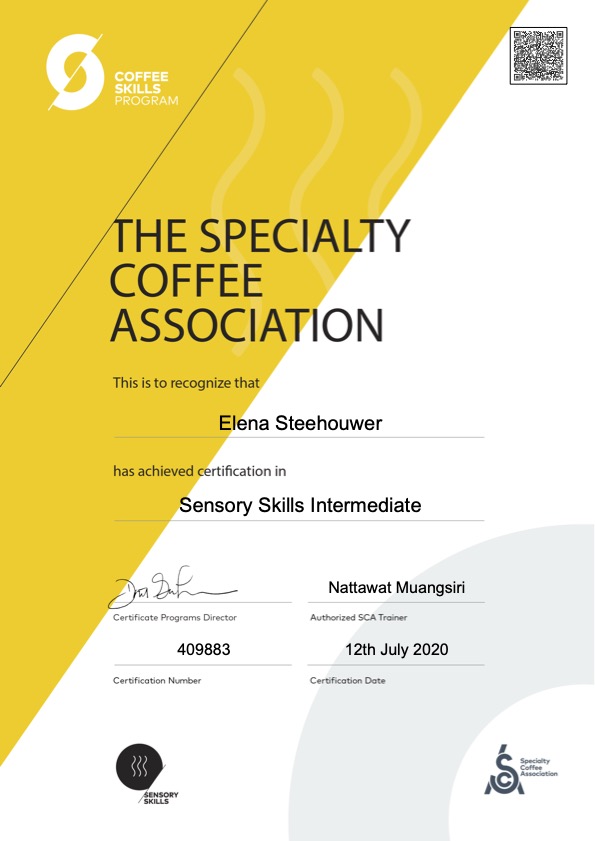 COFFEE
SKILLS
PROGRAM
THE SPECIALTY
COFFEE
ASSOCIATION
This is to recognize that
Elena Steehouwer
has achieved certification in
Sensory Skills Intermediate
Nattawat Muangsiri
Certificate Programs Director
Authorized SCA Trainer
409883
12th July 2020
Certification Number
Certification Date
SENSORY
SKILLS
Specialty
Coffee
Association